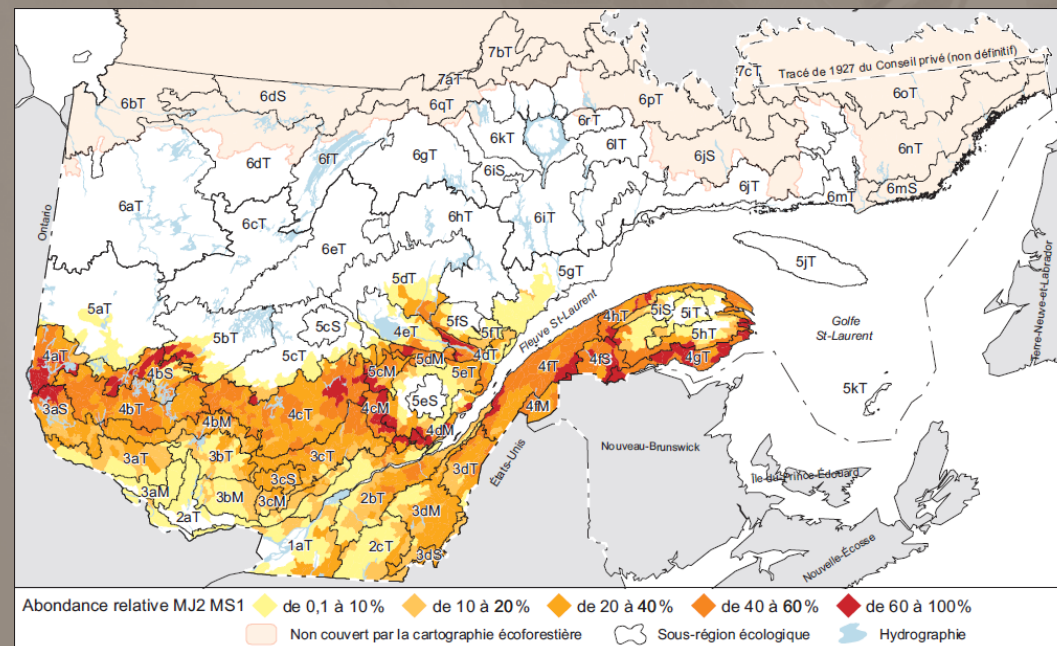 7bT
7cT
Tracé de 1927 du Conseil privé (non définitif)
7aT
6bT
6dS
6qT
6pT
6oT
6rT
6kT
6lT
6nT
6dT
6fT
6gT
6iS
6jS
6jT
6mS
6mT
Ontario
6aT
6cT
6hT
6iT
6eT
5dT
5gT
5jT
Terre-Neuve-et-Labrador
5aT
5bT
5cS
5fS
5fT
4eT
Fleuve St-Laurent
4hT
5iS
5iT
5hT
Golfe
St-Laurent
4aT
5cT
5dM
4dT
4bS
5cM
5eT
4fT
4fS
4gT
3aS
4bT
4cT
4cM
5eS
5kT
4bM
4dM
4fM
Nouveau-Brunswick
3aT
3bT
3cT
3dT
États-Unis
Île du Prince-Édouard
3aM
3bM
3cS
3cM
2bT
3dM
2aT
1aT
2cT
3dS
Nouvelle-Écosse
Abondance relative MJ2 MS1 de 0,1 à 10% de 10 à 20% de 20 à 40% de 40 à 60% de 60 à 100%
Non couvert par la cartographie écoforestière Sous-région écologique Hydrographie